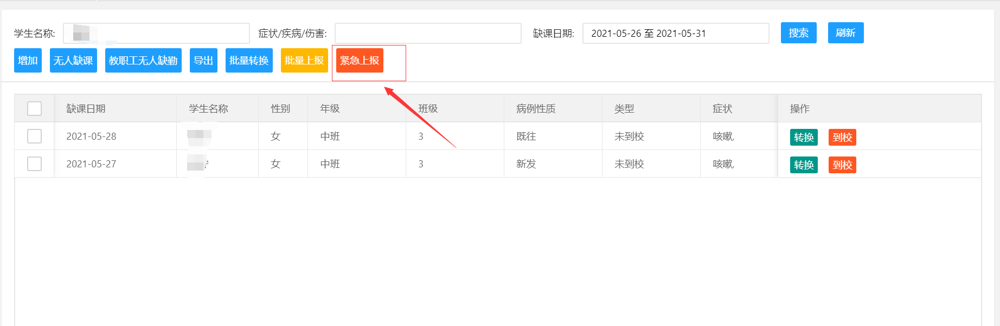 学生名称: 症状/疾病/伤害: 缺课日期: 2021-05-26 至 2021-05-31 搜索 刷新
增加 无人缺课 教职工无人缺勤 导出 批量转换 批量上报 紧急上报
缺课日期 学生名称 性别 年级 班级 病例性质 类型 症状 操作
2021-05-28 女 中班 3 既往 未到校 咳嗽, 转换 到校
2021-05-27 女 中班 3 新发 未到校 咳嗽, 转换 到校